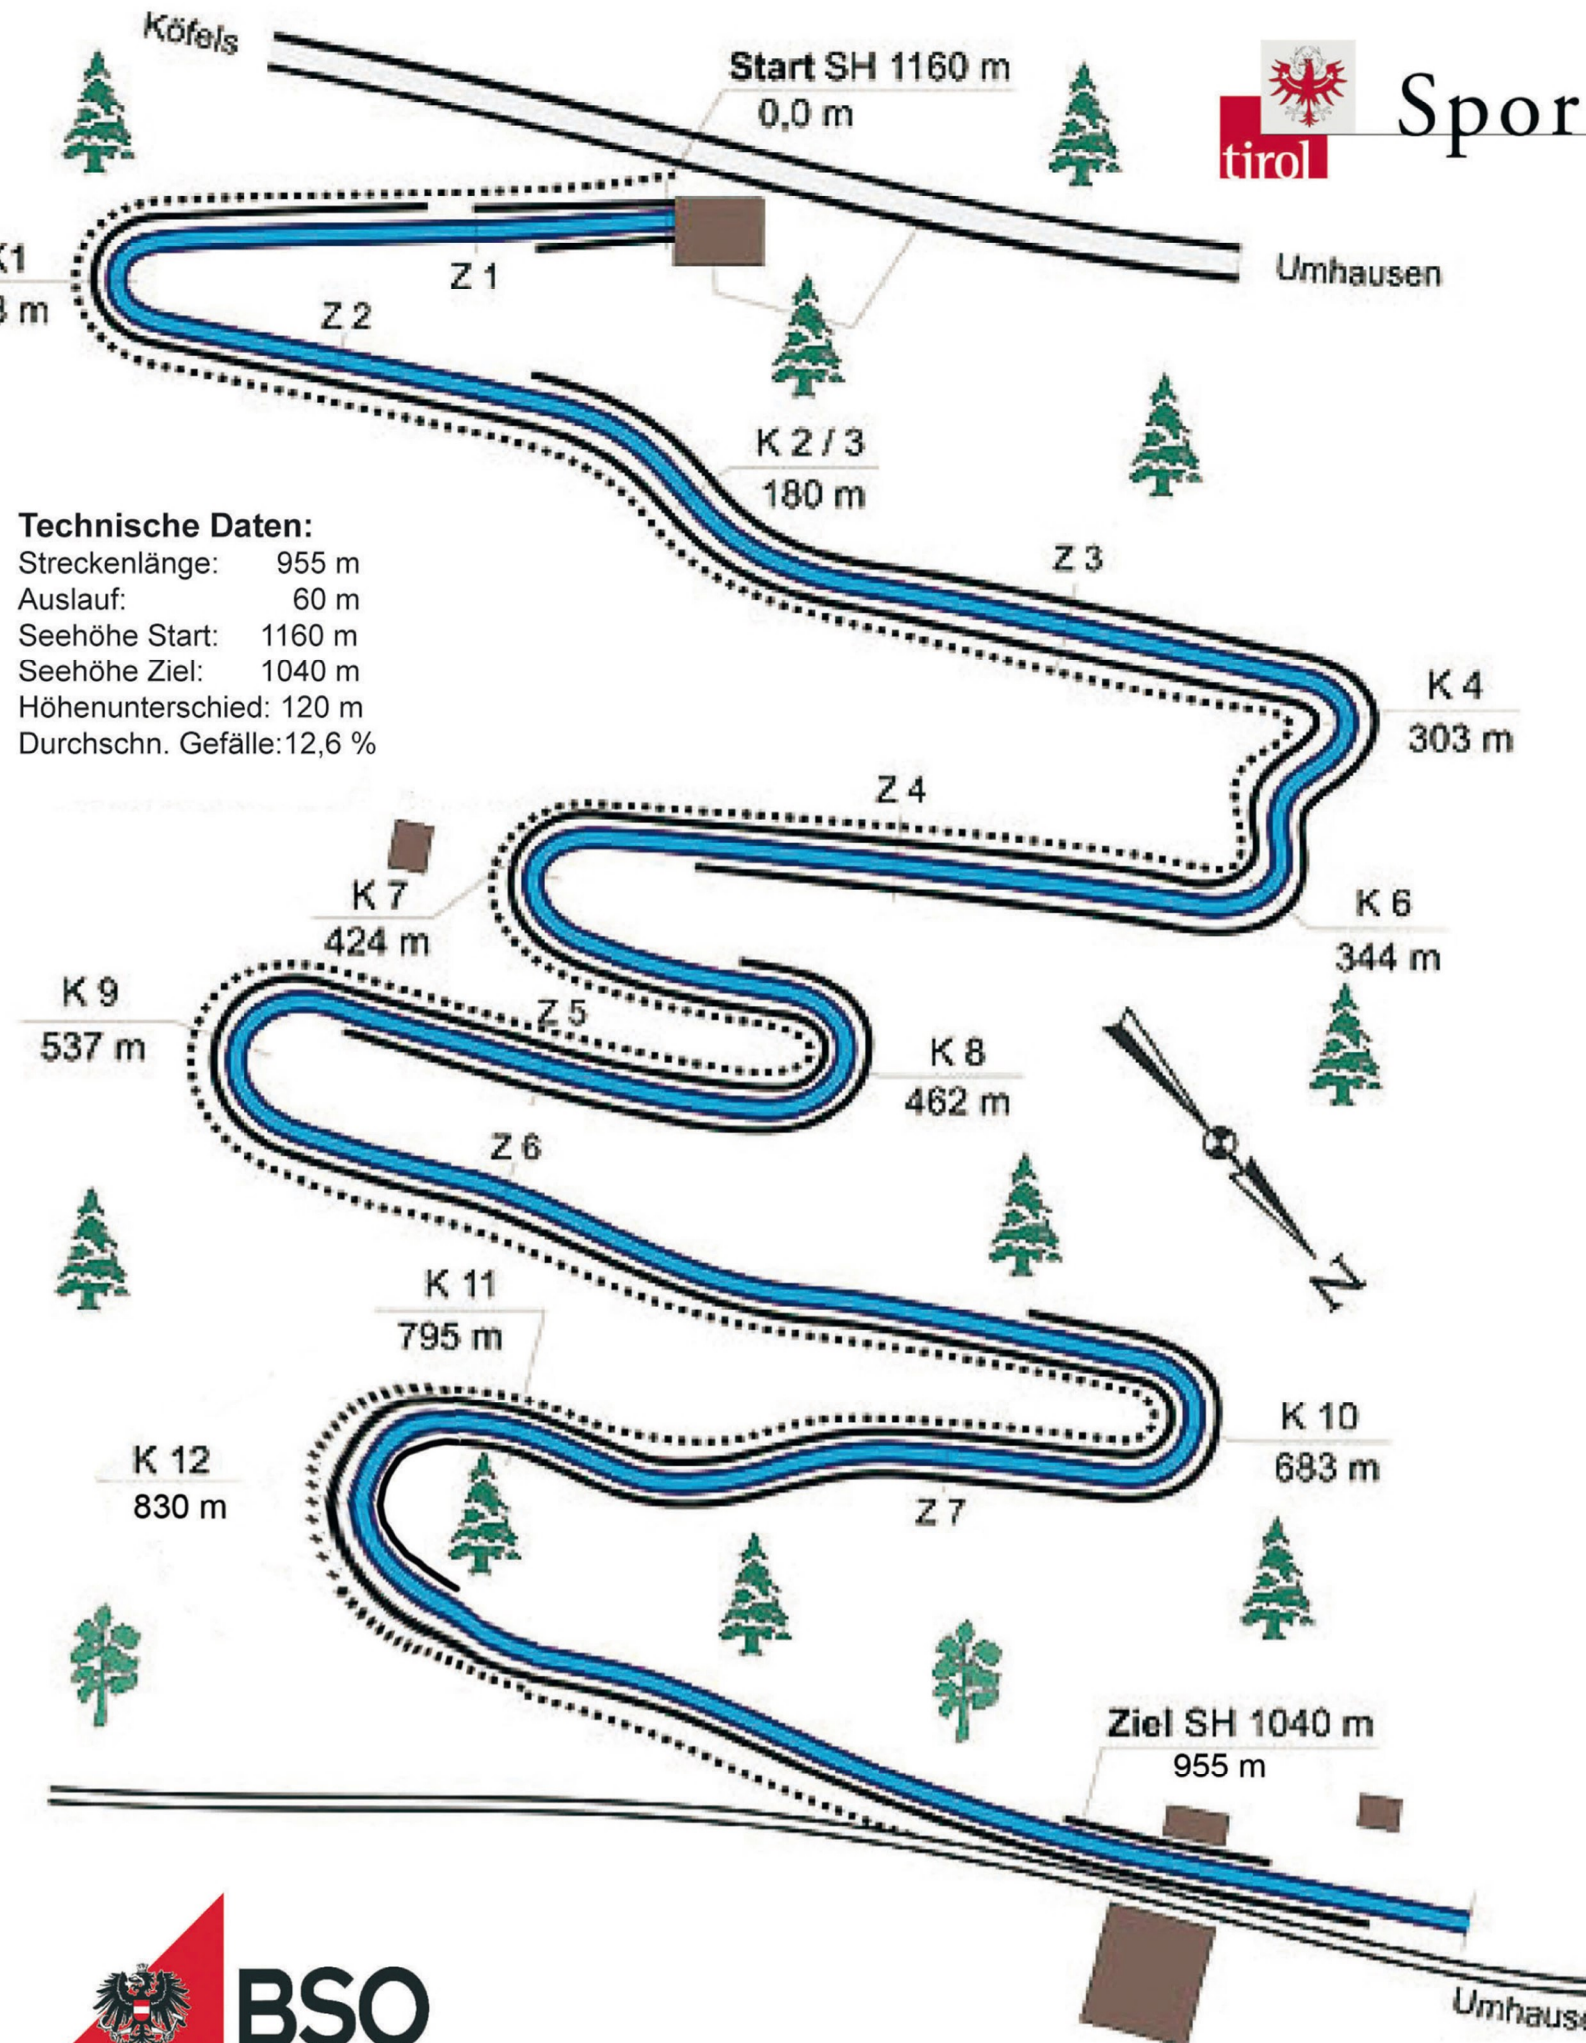 Köfels
Start SH 1160 m
0,0 m
tirol
Spor
Umhausen
K1
Z 1
Z 2
K 2 / 3
180 m
Technische Daten:
Streckenlänge: 955 m
Auslauf: 60 m
Seehöhe Start: 1160 m
Seehöhe Ziel: 1040 m
Höhenunterschied: 120 m
Durchschn. Gefälle:12,6 %
Z 3
K 4
303 m
Z 4
K 7
424 m
K 6
344 m
K 9
537 m
Z 5
K 8
462 m
Z 6
N
K 11
795 m
K 10
683 m
K 12
830 m
Z 7
Ziel SH 1040 m
955 m
Umhause
BSO